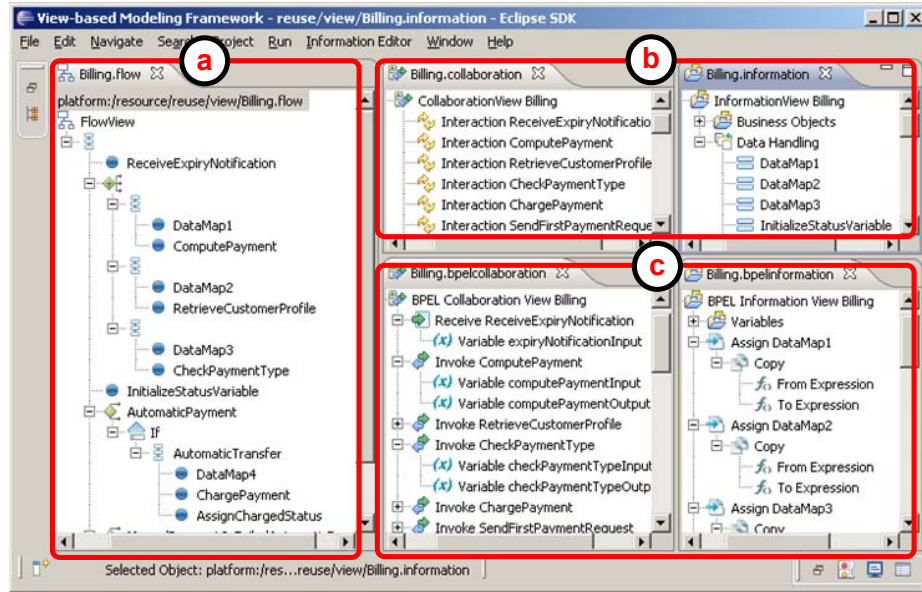 View-based Modeling Framework - reuse/view/Billing.information - Eclipse SDK
File Edit Navigate Search Project Run Information Editor Window Help
a
Billing.flow
platform:/resource/reuse/view/Billing.flow
FlowView
ReceiveExpiryNotification
DataMap1
ComputePayment
DataMap2
RetrieveCustomerProfile
DataMap3
CheckPaymentType
InitializeStatusVariable
AutomaticPayment
If
AutomaticTransfer
DataMap4
ChargePayment
AssignChargedStatus
b
Billing.collaboration
CollaborationView Billing
Interaction ReceiveExpiryNotificatio
Interaction ComputePayment
Interaction RetrieveCustomerProfile
Interaction CheckPaymentType
Interaction ChargePayment
Interaction SendFirstPaymentReque
Billing.information
InformationView Billing
Business Objects
Data Handling
DataMap1
DataMap2
DataMap3
InitializeStatusVariable
c
Billing.bpelcollaboration
BPEL Collaboration View Billing
Receive ReceiveExpiryNotification
(x) Variable expiryNotificationInput
Invoke ComputePayment
(x) Variable computePaymentInput
(x) Variable computePaymentOutput
Invoke RetrieveCustomerProfile
Invoke CheckPaymentType
(x) Variable checkPaymentTypeInput
(x) Variable checkPaymentTypeOutp
Invoke ChargePayment
Invoke SendFirstPaymentRequest
Billing.bpelinformation
BPEL Information View Billing
Variables
Assign DataMap1
Copy
From Expression
To Expression
Assign DataMap2
Copy
From Expression
To Expression
Assign DataMap3
Copy
Selected Object: platform:/res...reuse/view/Billing.information